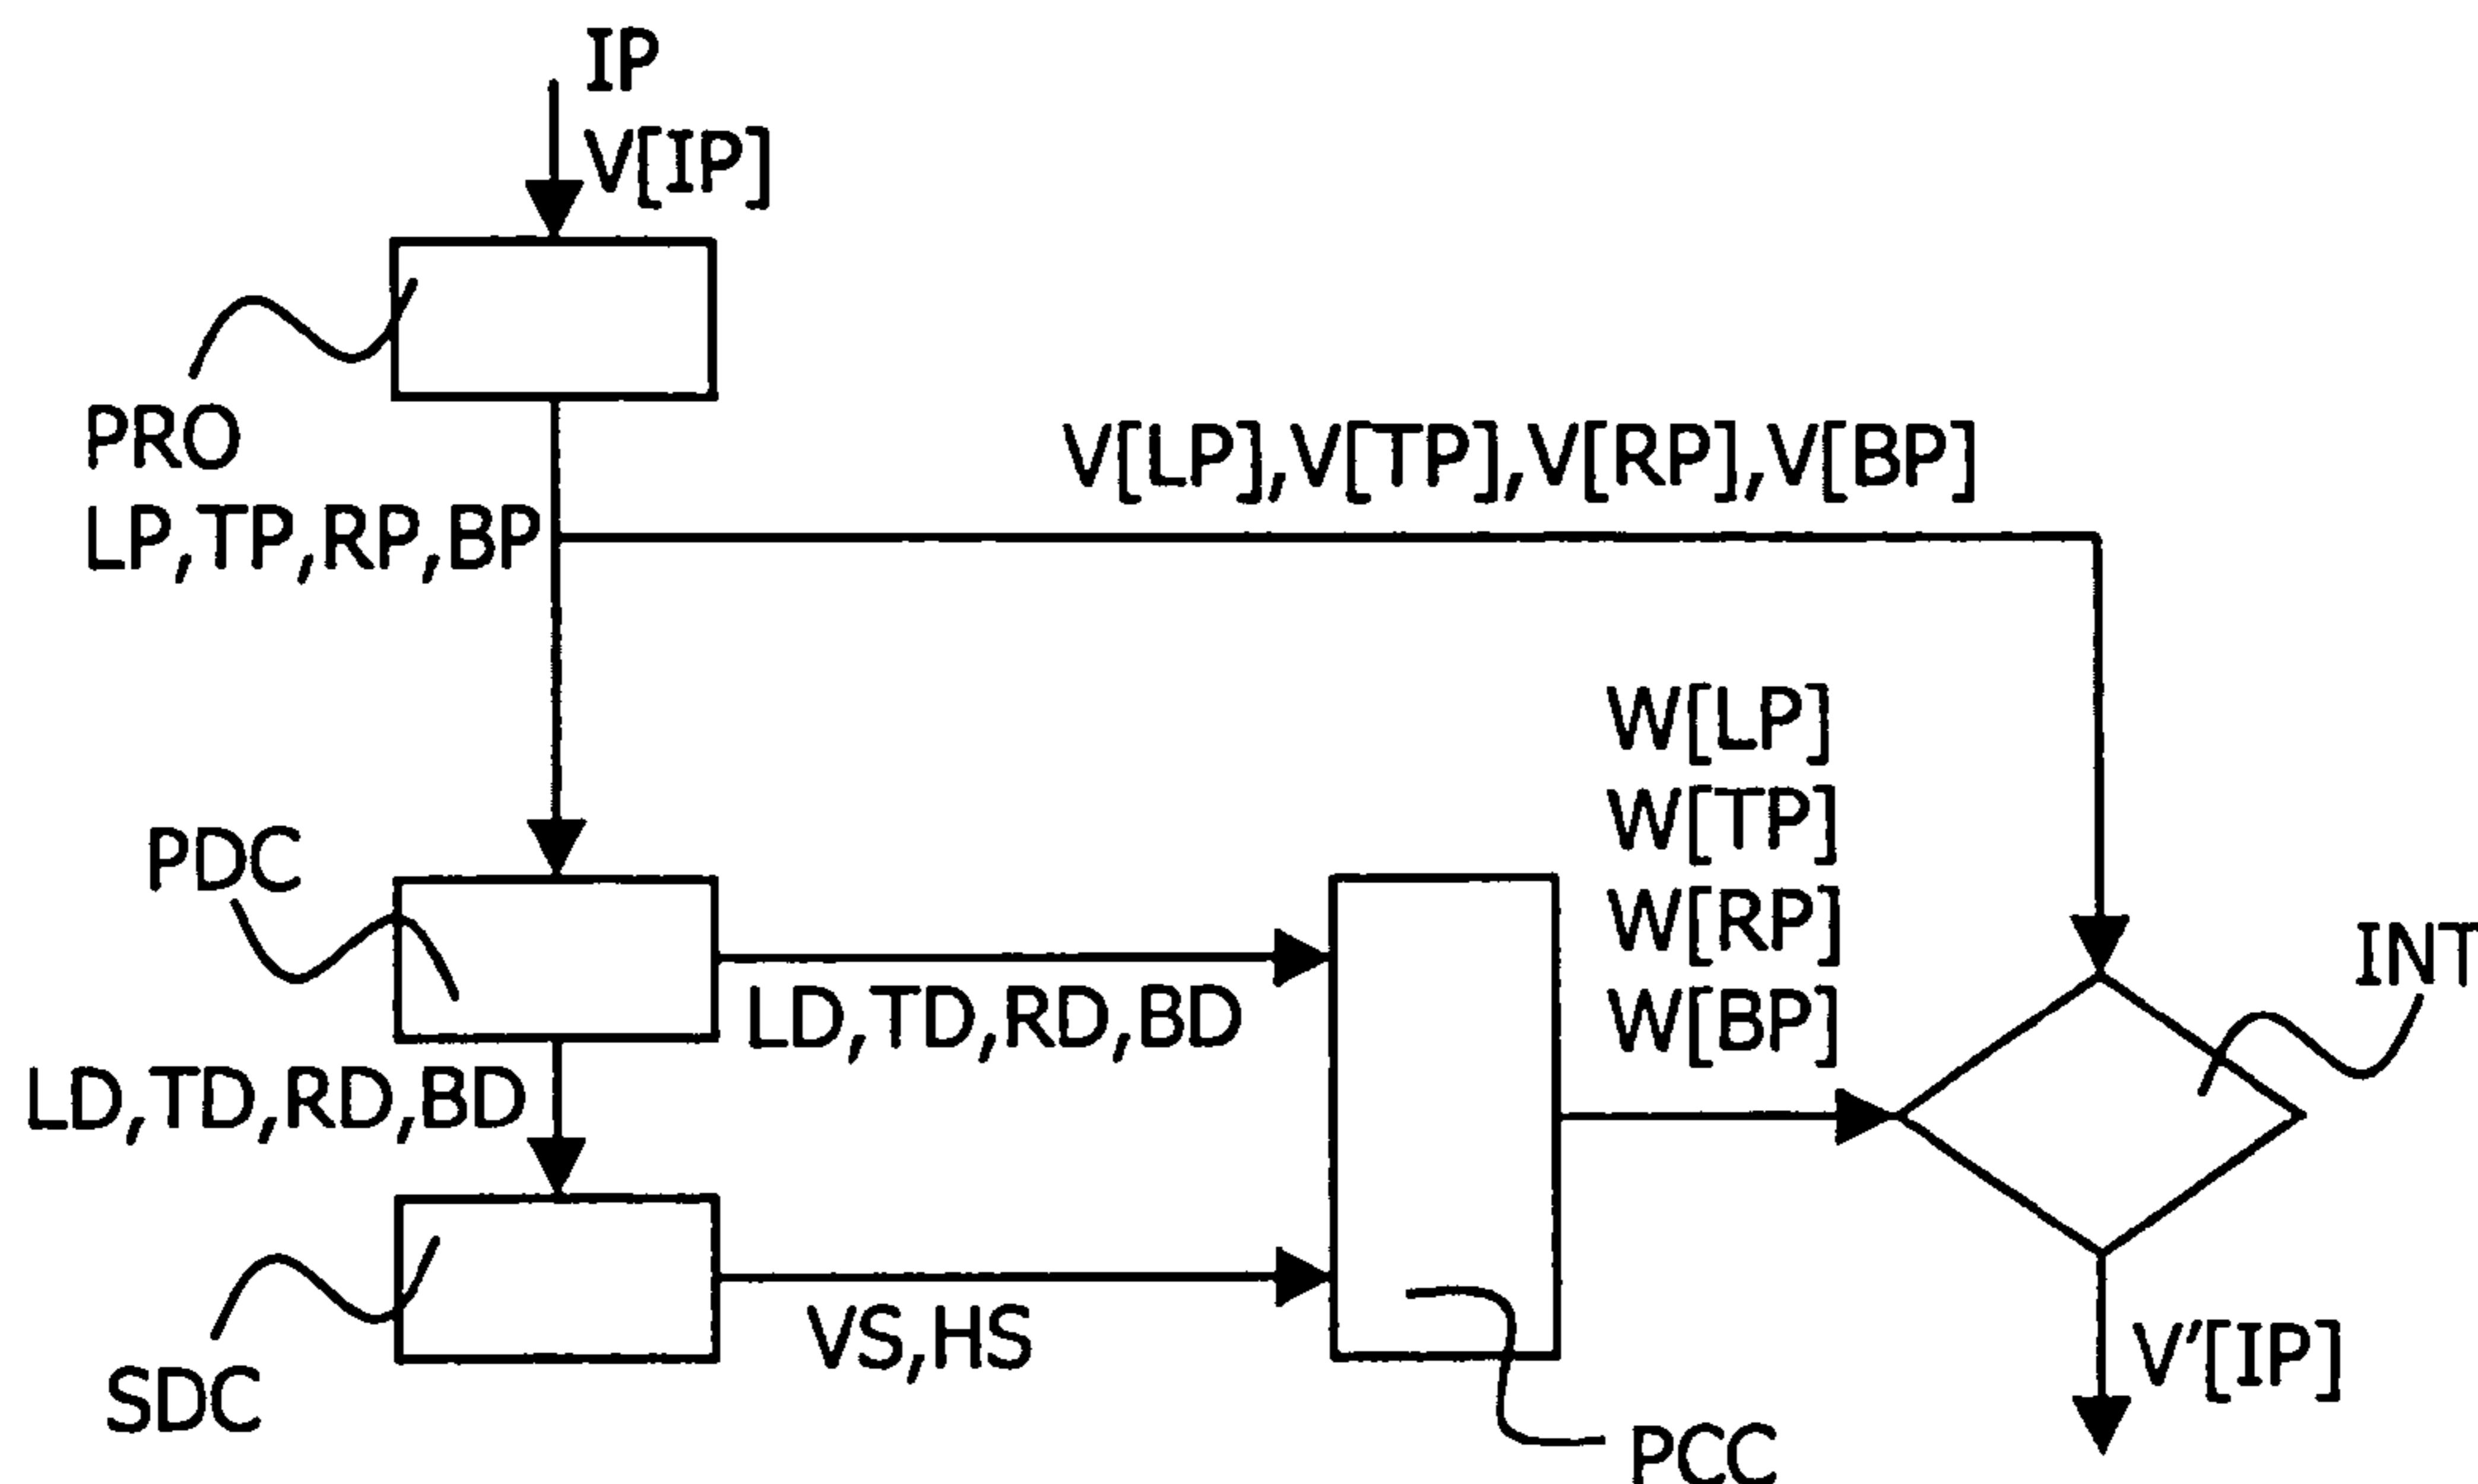 IP
V[IP]
PRO
LP,TP,RP,BP
V[LP],V[TP],V[RP],V[BP]
W[LP]
W[TP]
W[RP]
W[BP]
PDC
INT
LD,TD,RD,BD
LD,TD,RD,BD
VS,HS
V'[IP]
SDC
PCC